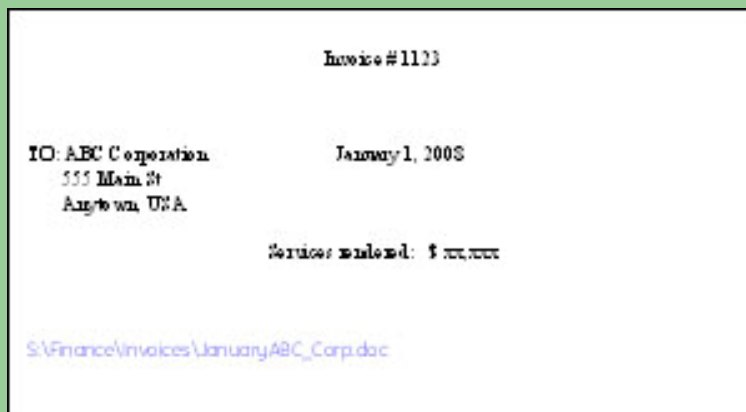 Invoice #1123
TO: ABC Corporation
January 1, 2008
555 Main St
Anytown, USA
Services rendered: $ xx,xxx
S:\Finance\Invoices\JanuaryABC_Corp.doc